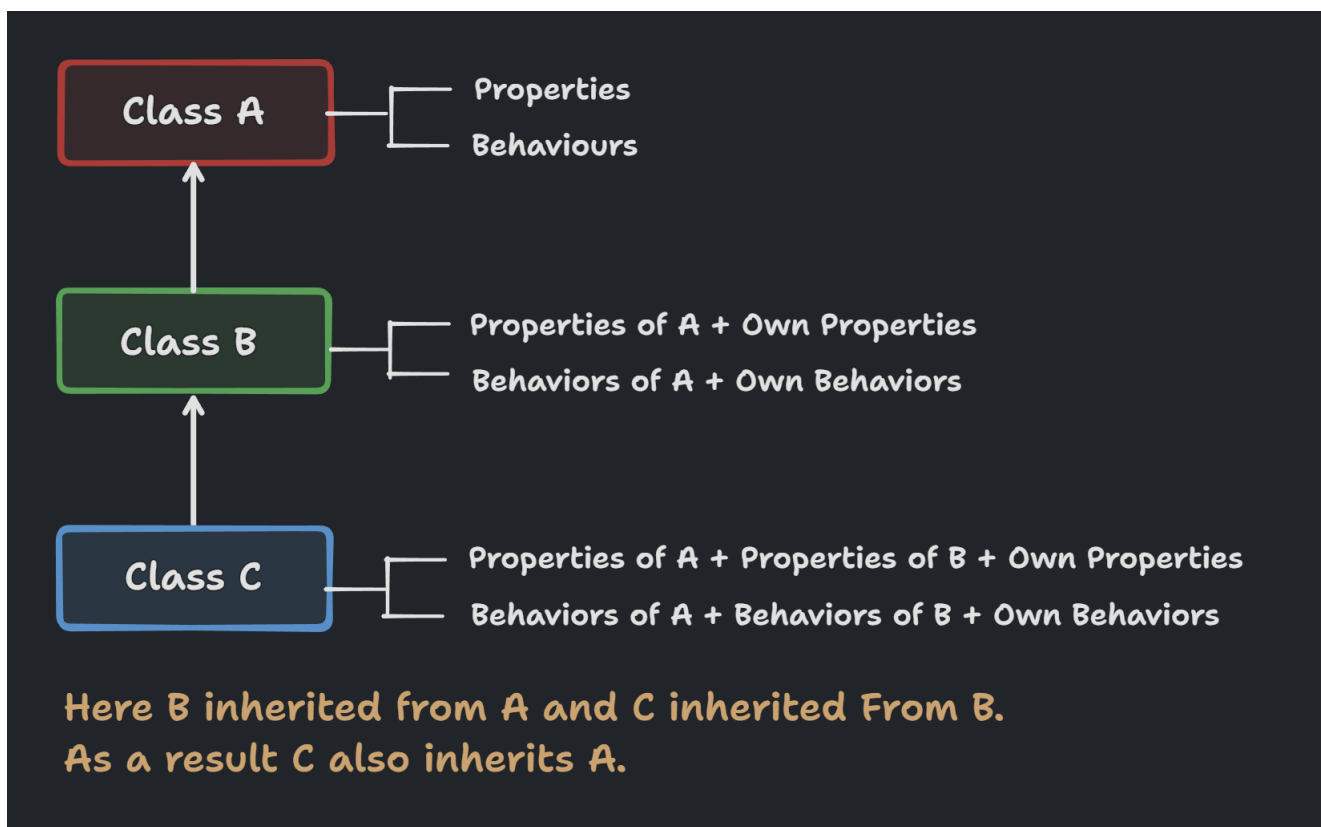 Class A
Properties
Behaviours
Class B
Properties of A + Own Properties
Behaviors of A + Own Behaviors
Class C
Properties of A + Properties of B + Own Properties
Behaviors of A + Behaviors of B + Own Behaviors
Here B inherited from A and C inherited From B.
As a result C also inherits A.